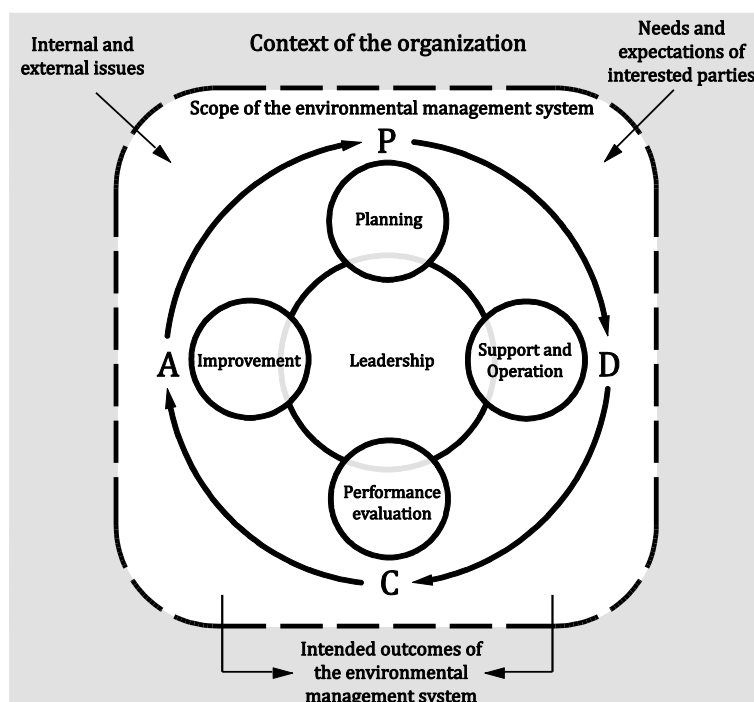 Internal and
external issues
Context of the organization
Needs and
expectations of
interested parties
Scope of the environmental management system
P
Planning
A
Improvement
Leadership
Support and
Operation
D
Performance
evaluation
C
Intended outcomes of
the environmental
management system